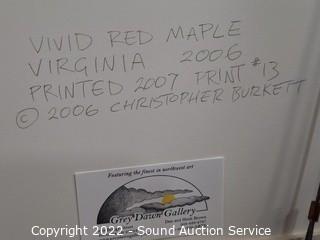 VIVID RED MAPLE
VIRGINIA 2006
PRINTED 2007 PRINT #13
© 2006 CHRISTOPHER BURKETT
Featuring the finest in northwest art
Grey Dawn Gallery
Copyright 2022 - Sound Auction Service